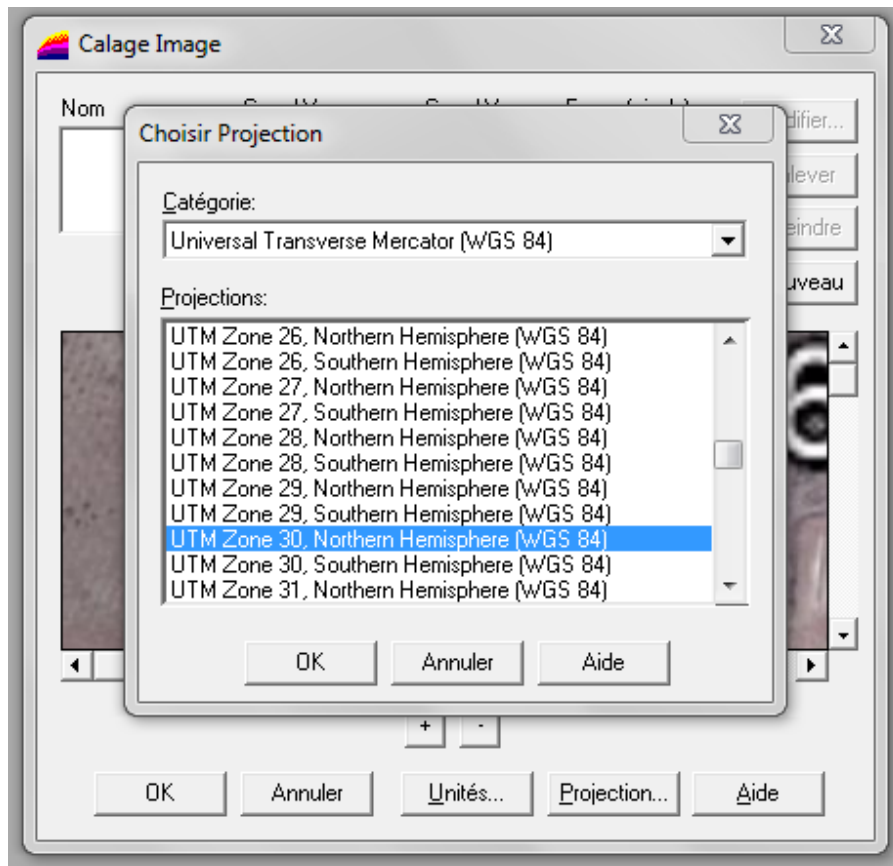 Calage Image
Nom
Choisir Projection
difier...
lever
eindre
uveau
Catégorie:
Universal Transverse Mercator (WGS 84)
Projections:
UTM Zone 26, Northern Hemisphere (WGS 84)
UTM Zone 26, Southern Hemisphere (WGS 84)
UTM Zone 27, Northern Hemisphere (WGS 84)
UTM Zone 27, Southern Hemisphere (WGS 84)
UTM Zone 28, Northern Hemisphere (WGS 84)
UTM Zone 28, Southern Hemisphere (WGS 84)
UTM Zone 29, Northern Hemisphere (WGS 84)
UTM Zone 29, Southern Hemisphere (WGS 84)
UTM Zone 30, Northern Hemisphere (WGS 84)
UTM Zone 30, Southern Hemisphere (WGS 84)
UTM Zone 31, Northern Hemisphere (WGS 84)
OK Annuler Aide
+ -
OK Annuler Unités... Projection... Aide